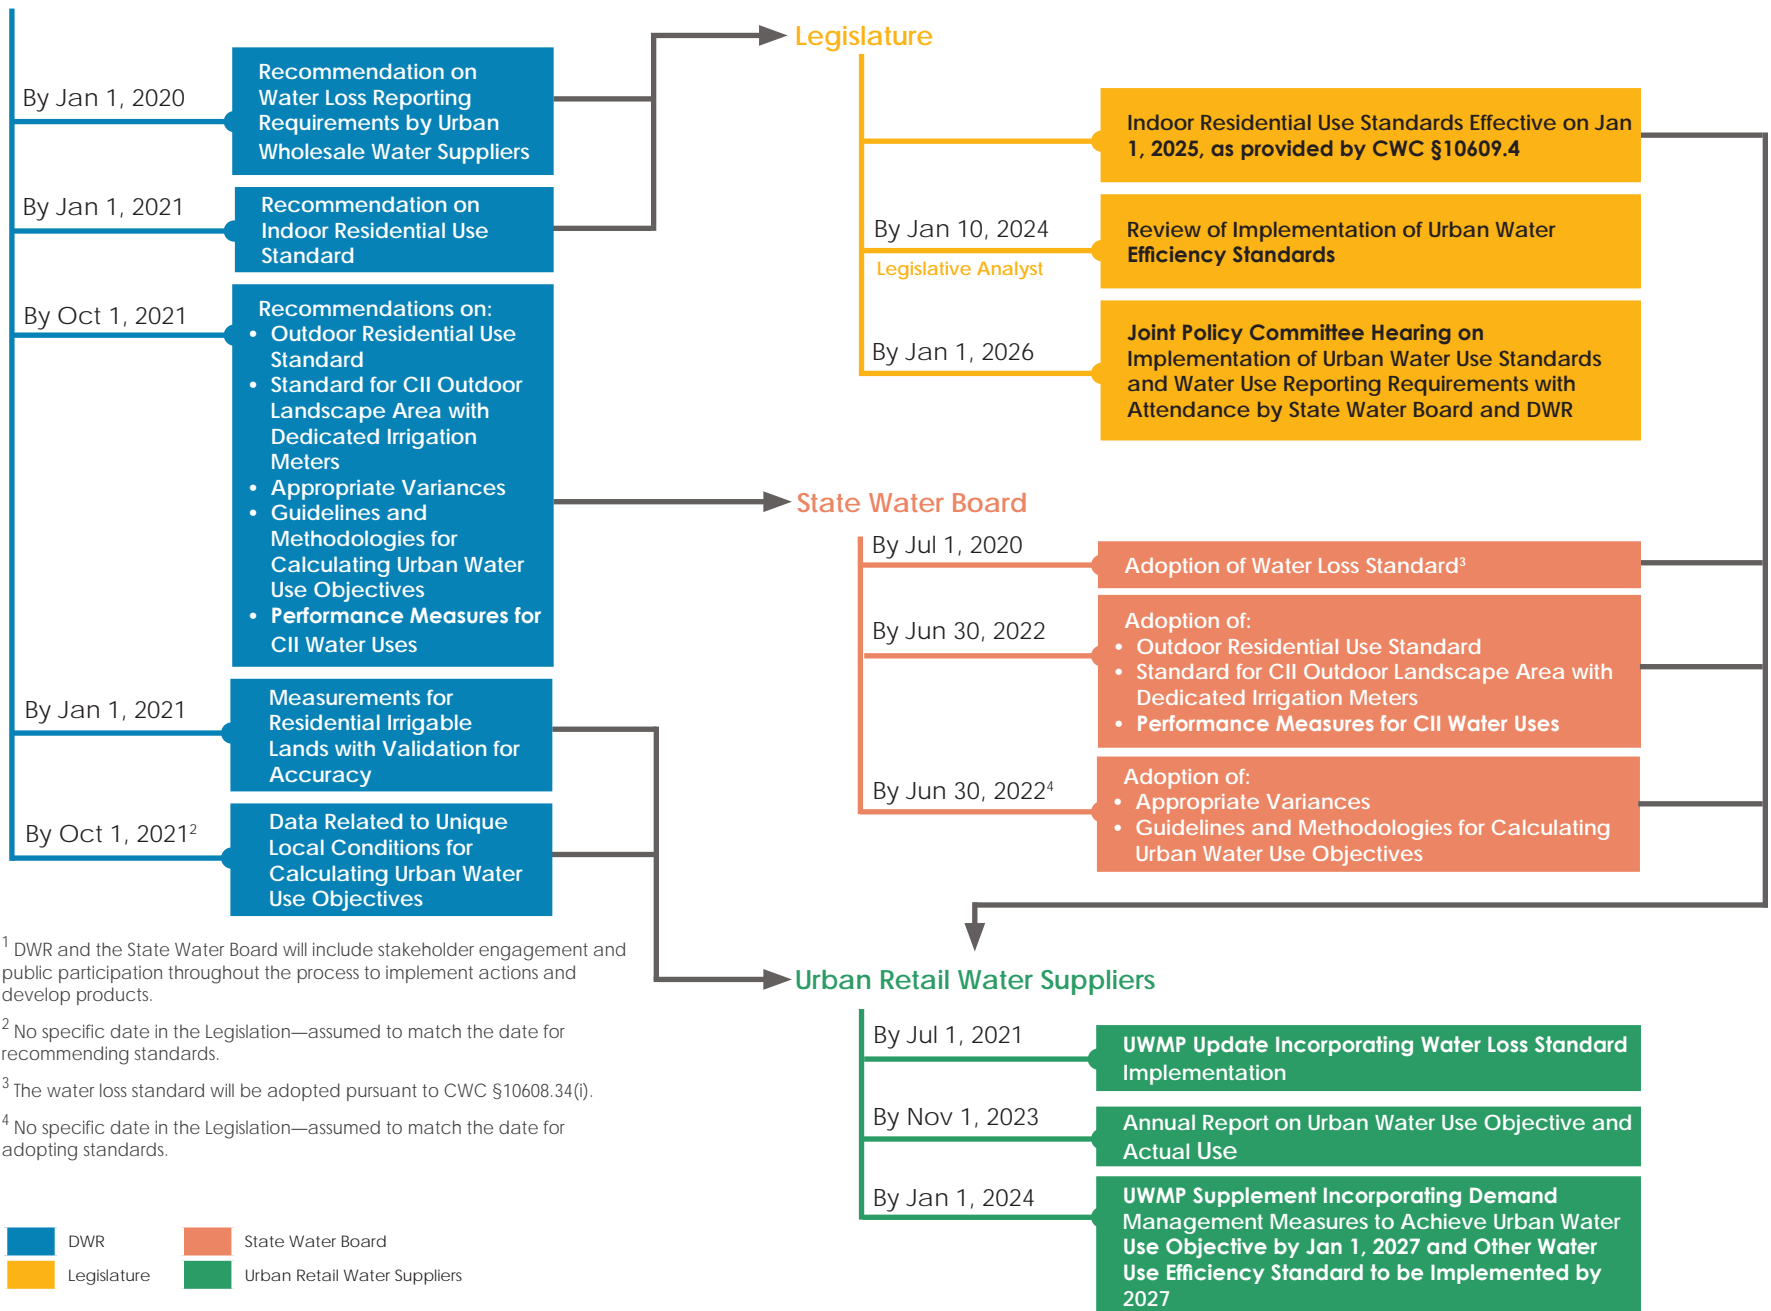 By Jan 1, 2020
Recommendation on
Water Loss Reporting
Requirements by Urban
Wholesale Water Suppliers
By Jan 1, 2021
Recommendation on
Indoor Residential Use
Standard
By Oct 1, 2021
Recommendations on:
• Outdoor Residential Use
Standard
• Standard for CII Outdoor
Landscape Area with
Dedicated Irrigation
Meters
• Appropriate Variances
• Guidelines and
Methodologies for
Calculating Urban Water
Use Objectives
• Performance Measures for
CII Water Uses
By Jan 1, 2021
Measurements for
Residential Irrigable
Lands with Validation for
Accuracy
By Oct 1, 2021²
Data Related to Unique
Local Conditions for
Calculating Urban Water
Use Objectives
Legislature
Indoor Residential Use Standards Effective on Jan
1, 2025, as provided by CWC §10609.4
By Jan 10, 2024
Legislative Analyst
Review of Implementation of Urban Water
Efficiency Standards
By Jan 1, 2026
Joint Policy Committee Hearing on
Implementation of Urban Water Use Standards
and Water Use Reporting Requirements with
Attendance by State Water Board and DWR
State Water Board
By Jul 1, 2020
Adoption of Water Loss Standard³
By Jun 30, 2022
Adoption of:
• Outdoor Residential Use Standard
• Standard for CII Outdoor Landscape Area with
Dedicated Irrigation Meters
• Performance Measures for CII Water Uses
By Jun 30, 2022⁴
Adoption of:
• Appropriate Variances
• Guidelines and Methodologies for Calculating
Urban Water Use Objectives
Urban Retail Water Suppliers
By Jul 1, 2021
UWMP Update Incorporating Water Loss Standard
Implementation
By Nov 1, 2023
Annual Report on Urban Water Use Objective and
Actual Use
By Jan 1, 2024
UWMP Supplement Incorporating Demand
Management Measures to Achieve Urban Water
Use Objective by Jan 1, 2027 and Other Water
Use Efficiency Standard to be Implemented by
2027
¹ DWR and the State Water Board will include stakeholder engagement and
public participation throughout the process to implement actions and
develop products.
² No specific date in the Legislation—assumed to match the date for
recommending standards.
³ The water loss standard will be adopted pursuant to CWC §10608.34(i).
⁴ No specific date in the Legislation—assumed to match the date for
adopting standards.
DWR
State Water Board
Legislature
Urban Retail Water Suppliers